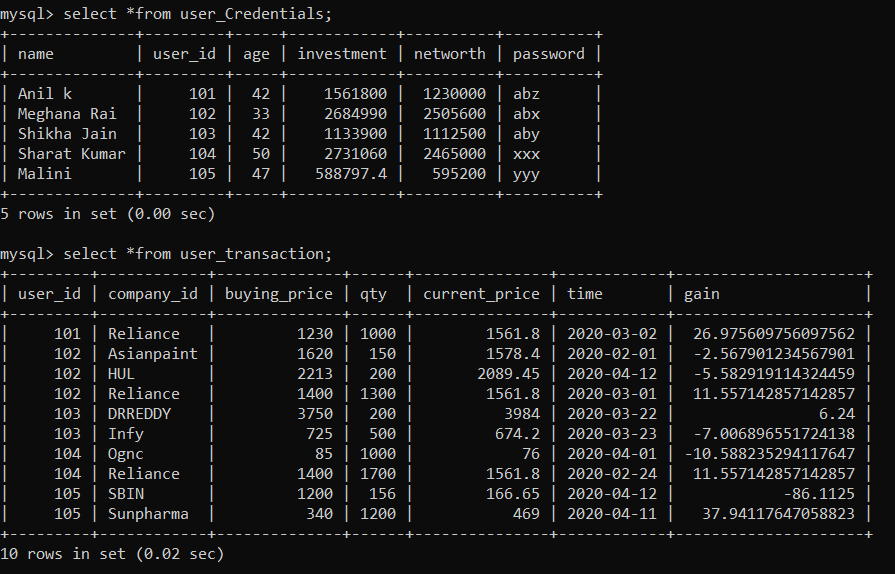 mysql> select *from user_Credentials;
+--------------+---------+-----+------------+----------+----------+
| name         | user_id | age | investment | networth | password |
+--------------+---------+-----+------------+----------+----------+
| Anil k       |     101 |  42 |    1561800 |  1230000 | abz      |
| Meghana Rai  |     102 |  33 |    2684990 |  2505600 | abx      |
| Shikha Jain  |     103 |  42 |    1133900 |  1112500 | aby      |
| Sharat Kumar |     104 |  50 |    2731060 |  2465000 | xxx      |
| Malini       |     105 |  47 |   588797.4 |   595200 | yyy      |
+--------------+---------+-----+------------+----------+----------+
5 rows in set (0.00 sec)

mysql> select *from user_transaction;
+---------+------------+--------------+------+---------------+------------+---------------------+
| user_id | company_id | buying_price | qty  | current_price | time       | gain                |
+---------+------------+--------------+------+---------------+------------+---------------------+
|     101 | Reliance   |         1230 | 1000 |        1561.8 | 2020-03-02 |  26.975609756097562 |
|     102 | Asianpaint |         1620 |  150 |        1578.4 | 2020-02-01 |  -2.567901234567901 |
|     102 | HUL        |         2213 |  200 |       2089.45 | 2020-04-12 |  -5.582919114324459 |
|     102 | Reliance   |         1400 | 1300 |        1561.8 | 2020-03-01 |  11.557142857142857 |
|     103 | DRREDDY    |         3750 |  200 |          3984 | 2020-03-22 |                6.24 |
|     103 | Infy       |          725 |  500 |         674.2 | 2020-03-23 |  -7.006896551724138 |
|     104 | Ognc       |           85 | 1000 |            76 | 2020-04-01 | -10.588235294117647 |
|     104 | Reliance   |         1400 | 1700 |        1561.8 | 2020-02-24 |  11.557142857142857 |
|     105 | SBIN       |         1200 |  156 |        166.65 | 2020-04-12 |            -86.1125 |
|     105 | Sunpharma  |          340 | 1200 |           469 | 2020-04-11 |   37.94117647058823 |
+---------+------------+--------------+------+---------------+------------+---------------------+
10 rows in set (0.02 sec)